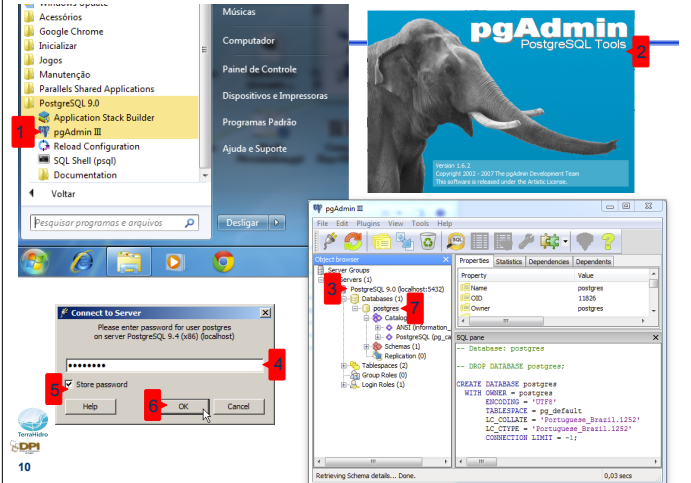 Windows Update
Acessórios
Google Chrome
Inicializar
Jogos
Manutenção
Parallels Shared Applications
PostgreSQL 9.0
Application Stack Builder
1
pgAdmin III
Reload Configuration
SQL Shell (psql)
Documentation
Voltar
Pesquisar programas e arquivos
Músicas
Computador
Painel de Controle
Dispositivos e Impressoras
Programas Padrão
Ajuda e Suporte
Desligar
pgAdmin
PostgreSQL Tools
2
Version 1.6.2
Copyright 2002 - 2007 The pgAdmin Development Team
This software is released under the Artistic License.
Connect to Server
Please enter password for user postgres
on server PostgreSQL 9.4 (x86) (localhost)
••••••••
4
Store password
5
Help
6
OK
Cancel
pgAdmin III
File Edit Plugins View Tools Help
SQL
Object browser
Server Groups
Servers (1)
3
PostgreSQL 9.0 (localhost:5432)
Databases (1)
postgres
7
ANSI (information_
PostgreSQL (pg_ca
Schemas (1)
Replication (0)
Tablespaces (2)
Group Roles (0)
Login Roles (1)
Properties Statistics Dependencies Dependents
Property Value
Name postgres
OID 11826
Owner postgres
SQL pane
-- Database: postgres
-- DROP DATABASE postgres;
CREATE DATABASE postgres
WITH OWNER = postgres
ENCODING = 'UTF8'
TABLESPACE = pg_default
LC_COLLATE = 'Portuguese_Brazil.1252'
LC_CTYPE = 'Portuguese_Brazil.1252'
CONNECTION LIMIT = -1;
Retrieving Schema details... Done.
0,03 secs
TerraHidro
DPI
10